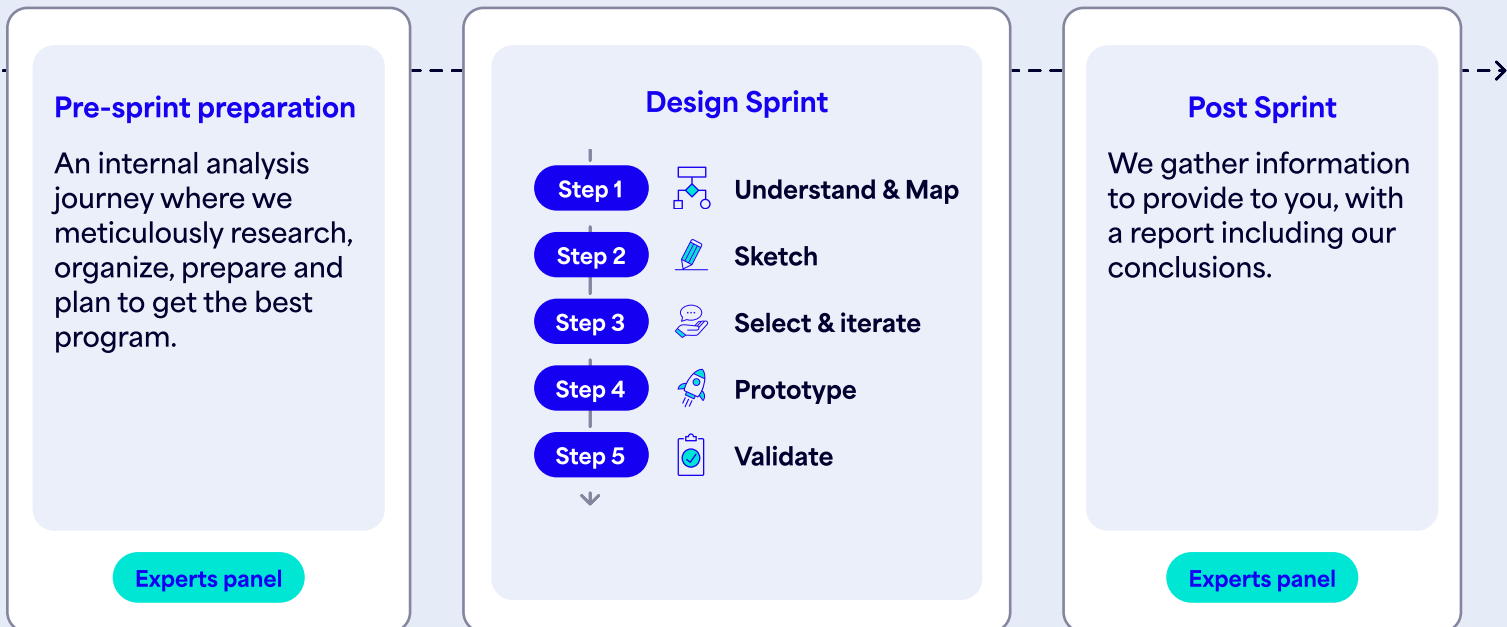 Pre-sprint preparation
An internal analysis
journey where we
meticulously research,
organize, prepare and
plan to get the best
program.
Experts panel
Design Sprint
Step 1 Understand & Map
Step 2 Sketch
Step 3 Select & iterate
Step 4 Prototype
Step 5 Validate
Post Sprint
We gather information
to provide to you, with
a report including our
conclusions.
Experts panel